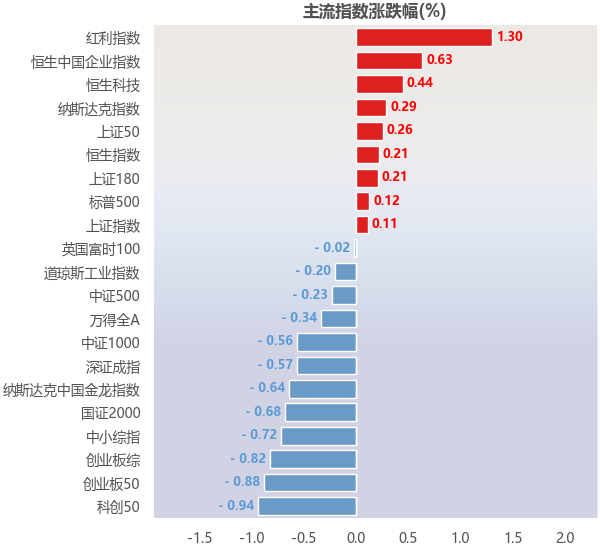 主流指数涨跌幅(%)
红利指数 1.30
恒生中国企业指数 0.63
恒生科技 0.44
纳斯达克指数 0.29
上证50 0.26
恒生指数 0.21
上证180 0.21
标普500 0.12
上证指数 0.11
英国富时100 - 0.02
道琼斯工业指数 - 0.20
中证500 - 0.23
万得全A - 0.34
中证1000 - 0.56
深证成指 - 0.57
纳斯达克中国金龙指数 - 0.64
国证2000 - 0.68
中小综指 - 0.72
创业板综 - 0.82
创业板50 - 0.88
科创50 - 0.94
-1.5 -1.0 -0.5 0.0 0.5 1.0 1.5 2.0